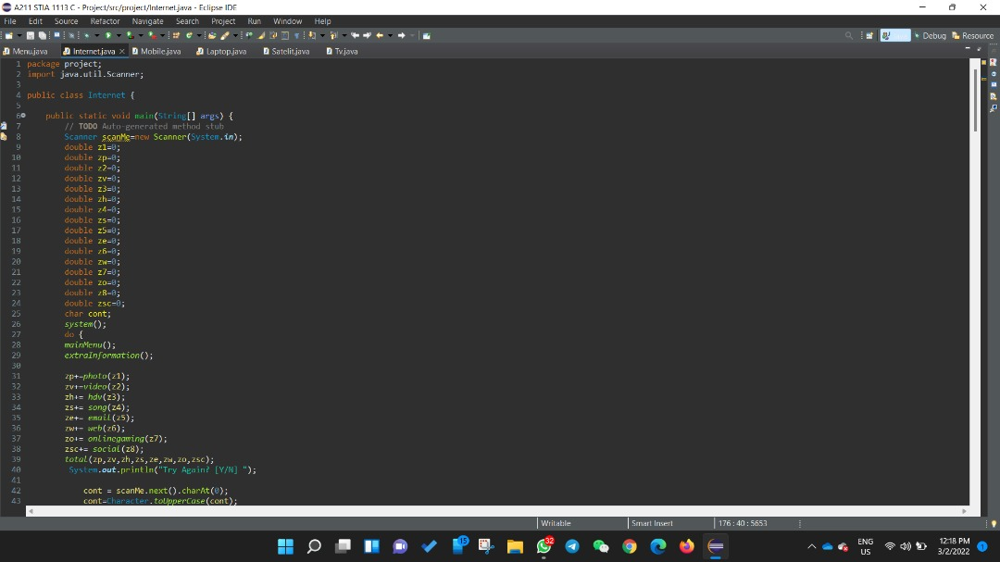 A211 STIA 1113 C - Project/src/project/Internet.java - Eclipse IDE
File Edit Source Refactor Navigate Search Project Run Window Help
Debug Resource
Menu.java Internet.java Mobile.java Laptop.java Satelit.java Tv.java
1 package project;
2 import java.util.Scanner;
3
4 public class Internet {
5
6 public static void main(String[] args) {
7 // TODO Auto-generated method stub
8 Scanner scanMe=new Scanner(System.in);
9 double z1=0;
10 double zp=0;
11 double z2=0;
12 double zv=0;
13 double z3=0;
14 double zh=0;
15 double z4=0;
16 double zs=0;
17 double z5=0;
18 double ze=0;
19 double z6=0;
20 double zw=0;
21 double z7=0;
22 double zo=0;
23 double z8=0;
24 double zsc=0;
25 char cont;
26 system();
27 do {
28 mainMenu();
29 extraInformation();
30
31 zp+=photo(z1);
32 zv+=video(z2);
33 zh+= hdv(z3);
34 zs+= song(z4);
35 ze+= email(z5);
36 zw+= web(z6);
37 zo+= onlinegaming(z7);
38 zsc+= social(z8);
39 total(zp,zv,zh,zs,ze,zw,zo,zsc);
40 System.out.println("Try Again? [Y/N] ");
41
42 cont = scanMe.next().charAt(0);
43 cont=Character.toUpperCase(cont);
Writable Smart Insert 176 : 40 : 5653
15 32
ENG
US
12:18 PM
3/2/2022
1